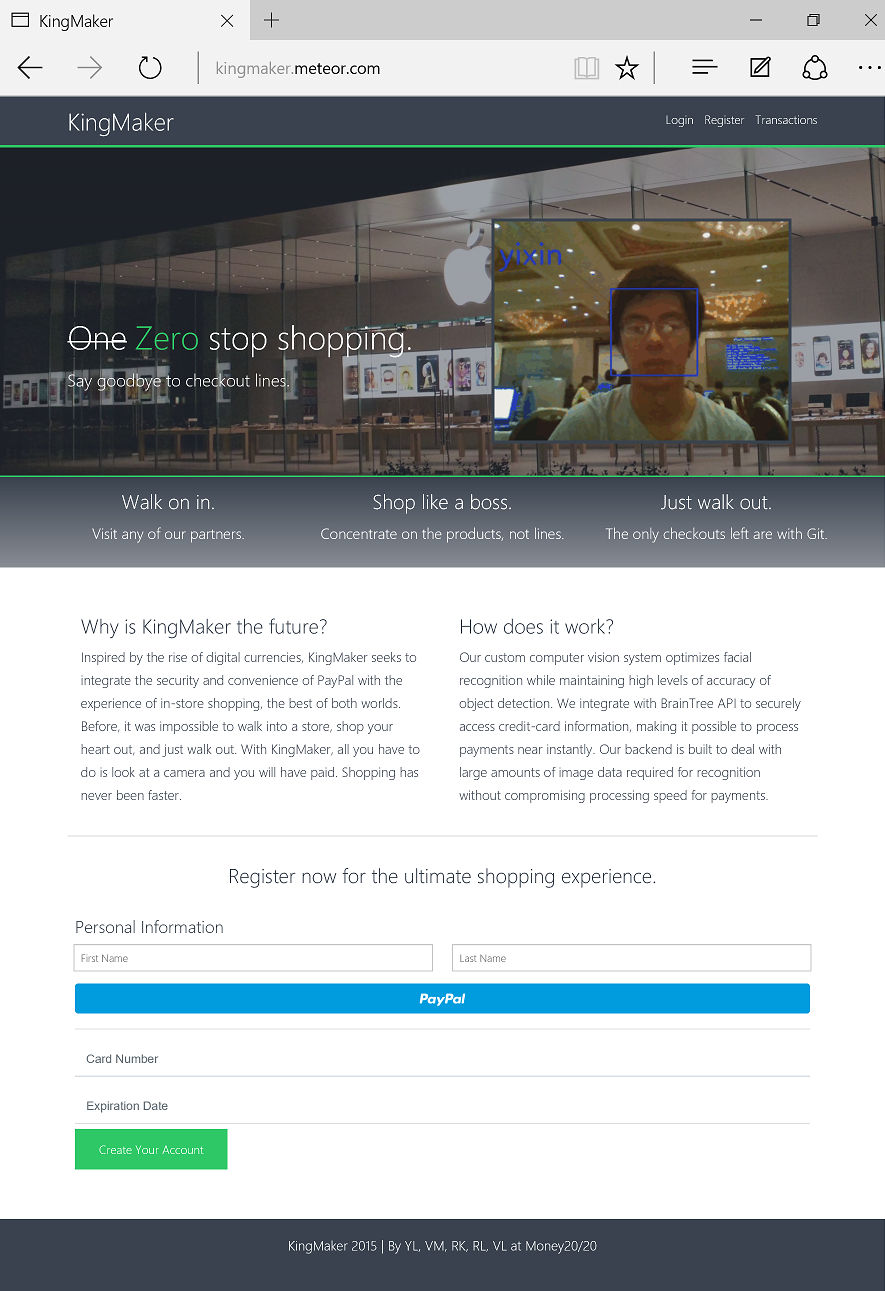 KingMaker
kingmaker.meteor.com
KingMaker
Login Register Transactions
yixin
One Zero stop shopping.
Say goodbye to checkout lines.
Walk on in.
Visit any of our partners.
Shop like a boss.
Concentrate on the products, not lines.
Just walk out.
The only checkouts left are with Git.
Why is KingMaker the future?
Inspired by the rise of digital currencies, KingMaker seeks to
integrate the security and convenience of PayPal with the
experience of in-store shopping, the best of both worlds.
Before, it was impossible to walk into a store, shop your
heart out, and just walk out. With KingMaker, all you have to
do is look at a camera and you will have paid. Shopping has
never been faster.
How does it work?
Our custom computer vision system optimizes facial
recognition while maintaining high levels of accuracy of
object detection. We integrate with BrainTree API to securely
access credit-card information, making it possible to process
payments near instantly. Our backend is built to deal with
large amounts of image data required for recognition
without compromising processing speed for payments.
Register now for the ultimate shopping experience.
Personal Information
First Name
Last Name
PayPal
Card Number
Expiration Date
Create Your Account
KingMaker 2015 | By YL, VM, RK, RL, VL at Money20/20